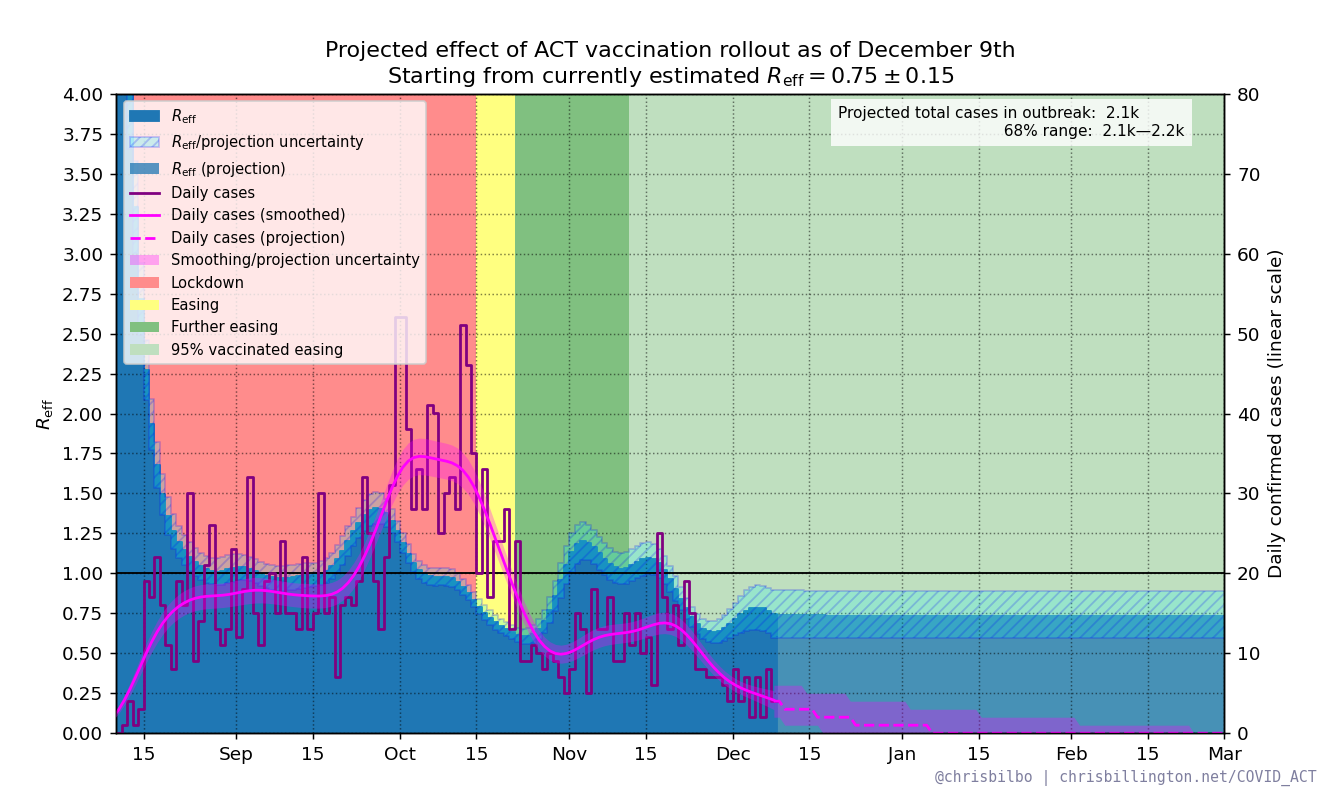 Projected effect of ACT vaccination rollout as of December 9th
Starting from currently estimated R_eff = 0.75 ± 0.15
Projected total cases in outbreak: 2.1k
68% range: 2.1k—2.2k
R_eff
R_eff/projection uncertainty
R_eff (projection)
Daily cases
Daily cases (smoothed)
Daily cases (projection)
Smoothing/projection uncertainty
Lockdown
Easing
Further easing
95% vaccinated easing
R_eff
4.00
3.75
3.50
3.25
3.00
2.75
2.50
2.25
2.00
1.75
1.50
1.25
1.00
0.75
0.50
0.25
0.00
80
70
60
50
40
30
20
10
0
Daily confirmed cases (linear scale)
15 Sep 15 Oct 15 Nov 15 Dec 15 Jan 15 Feb 15 Mar
@chrisbilbo | chrisbillington.net/COVID_ACT